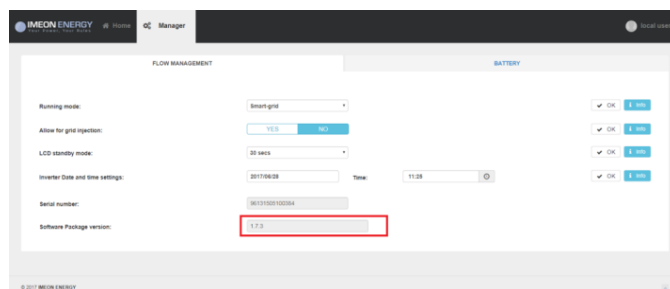 IMEON ENERGY
Your Power, Your Rules
Home
Manager
local user
FLOW MANAGEMENT
BATTERY
Running mode:
Smart-grid
OK
Info
Allow for grid injection:
YES
NO
OK
Info
LCD standby mode:
20 secs
OK
Info
Inverter Date and time settings:
2017/06/28
Time:
11:28
OK
Info
Serial number:
Software Package version:
1.7.3
© 2017 IMEON ENERGY